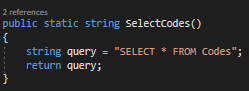 2 references
public static string SelectCodes()
{
    string query = "SELECT * FROM Codes";
    return query;
}